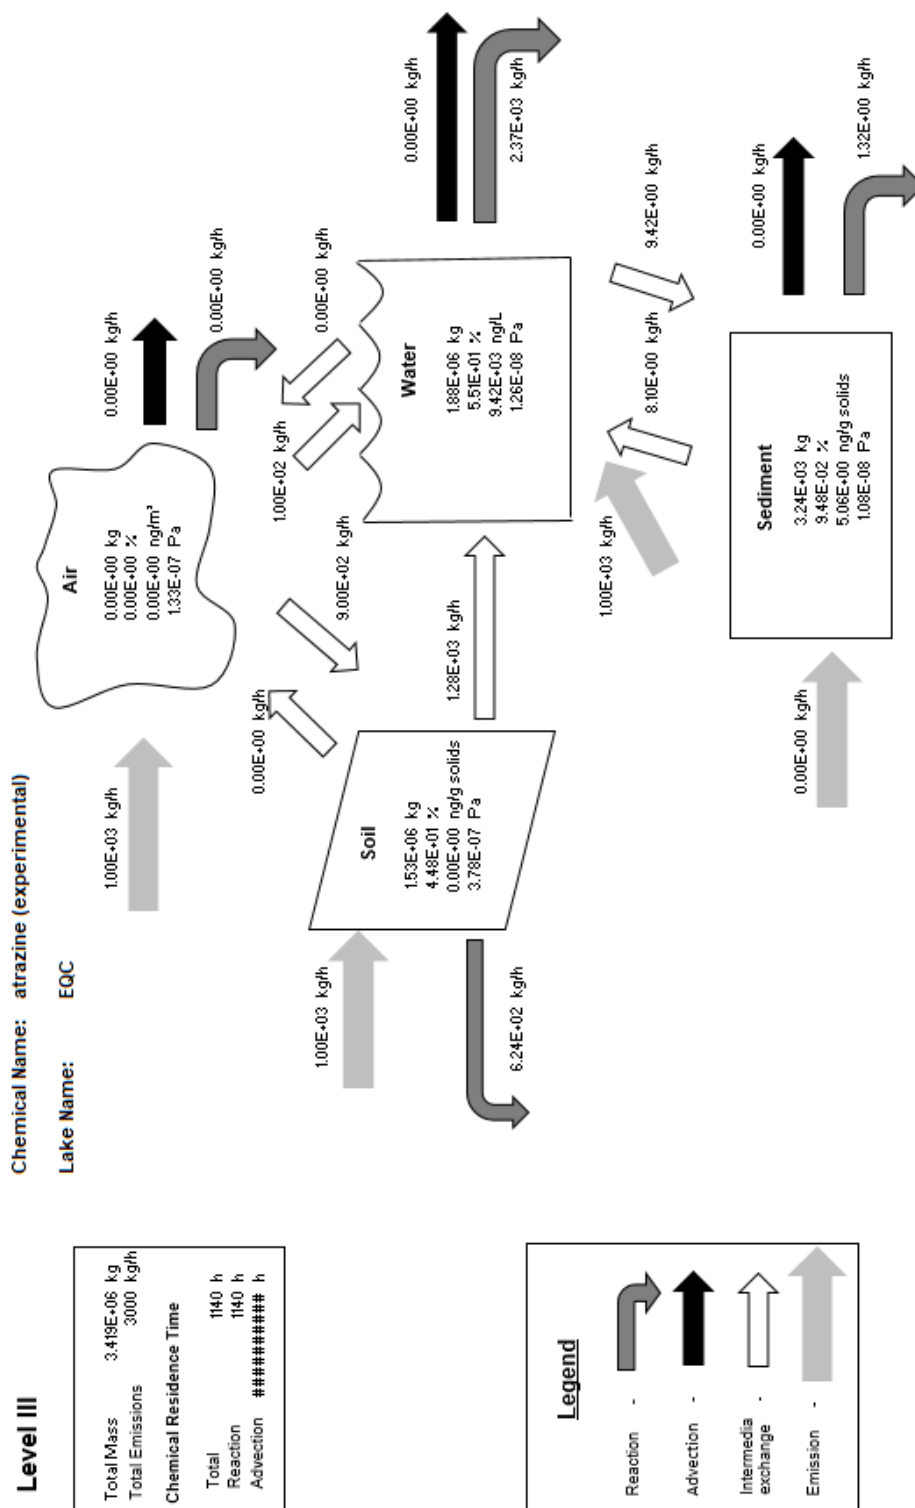 Level III
Chemical Name: atrazine (experimental)
Lake Name: EQC
Total Mass 3.419E+06 kg
Total Emissions 3000 kg/h
Chemical Residence Time
Total 1140 h
Reaction 1140 h
Advection ########## h
Legend
Reaction -
Advection -
Intermedia
exchange -
Emission -
1.00E+03 kg/h
Air
0.00E+00 kg
0.00E+00 %
0.00E+00 ng/m³
1.33E-07 Pa
0.00E+00 kg/h
0.00E+00 kg/h
0.00E+00 kg/h
9.00E+02 kg/h
1.00E+02 kg/h
0.00E+00 kg/h
1.00E+03 kg/h
Soil
1.53E+06 kg
4.48E+01 %
0.00E+00 ng/g solids
3.78E-07 Pa
6.24E+02 kg/h
1.28E+03 kg/h
Water
1.88E+06 kg
5.51E+01 %
9.42E+03 ng/L
1.26E-08 Pa
0.00E+00 kg/h
2.37E+03 kg/h
1.00E+03 kg/h
8.10E+00 kg/h
9.42E+00 kg/h
0.00E+00 kg/h
Sediment
3.24E+03 kg
9.48E-02 %
5.06E+00 ng/g solids
1.08E-08 Pa
0.00E+00 kg/h
1.32E+00 kg/h